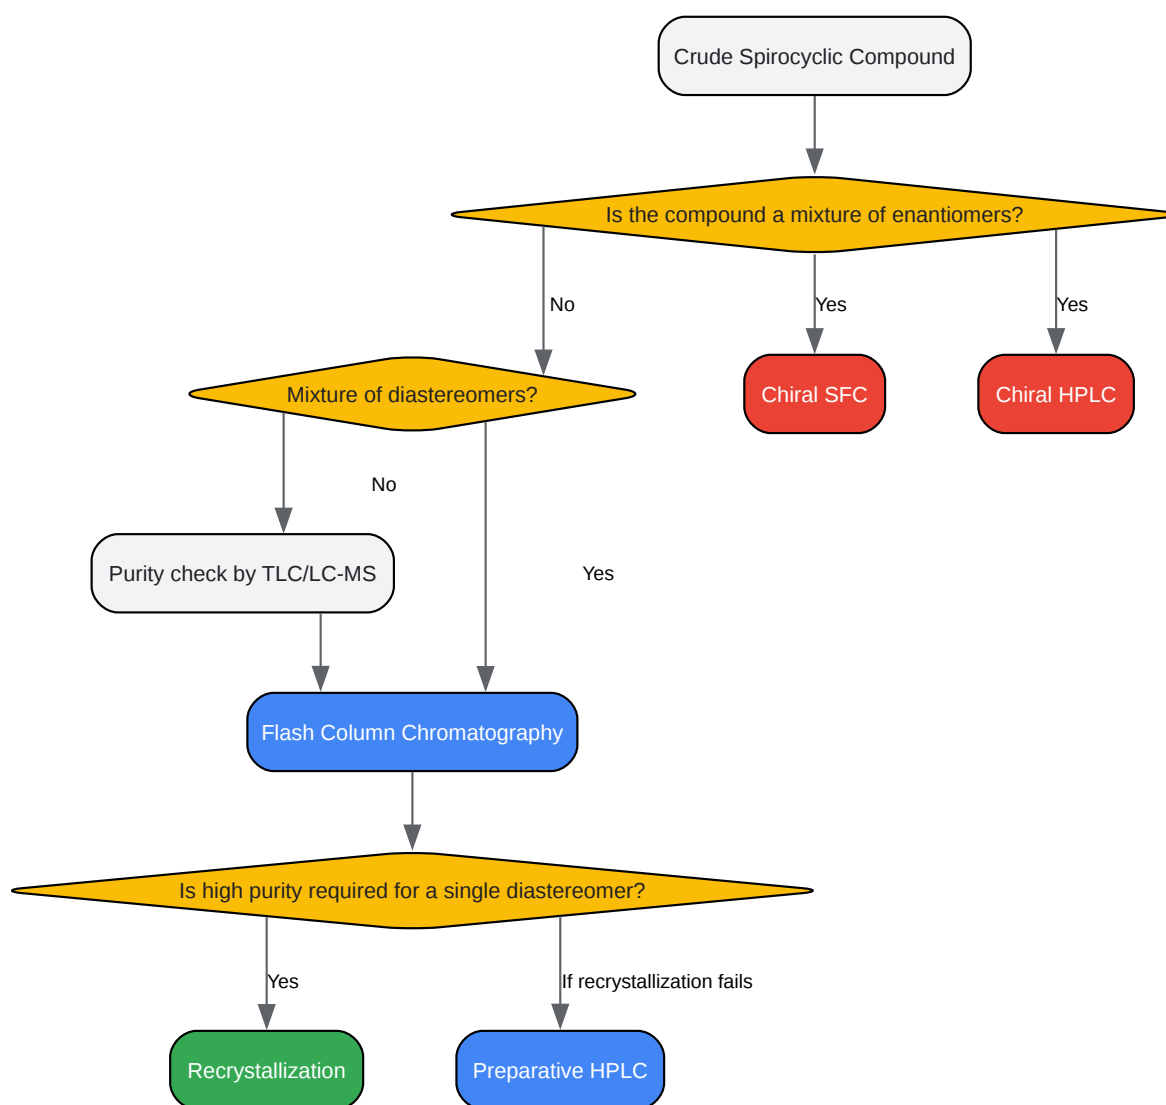 Crude Spirocyclic Compound
Is the compound a mixture of enantiomers?
No
Yes
Yes
Mixture of diastereomers?
Chiral SFC
Chiral HPLC
No
Purity check by TLC/LC-MS
Yes
Flash Column Chromatography
Is high purity required for a single diastereomer?
Yes
If recrystallization fails
Recrystallization
Preparative HPLC